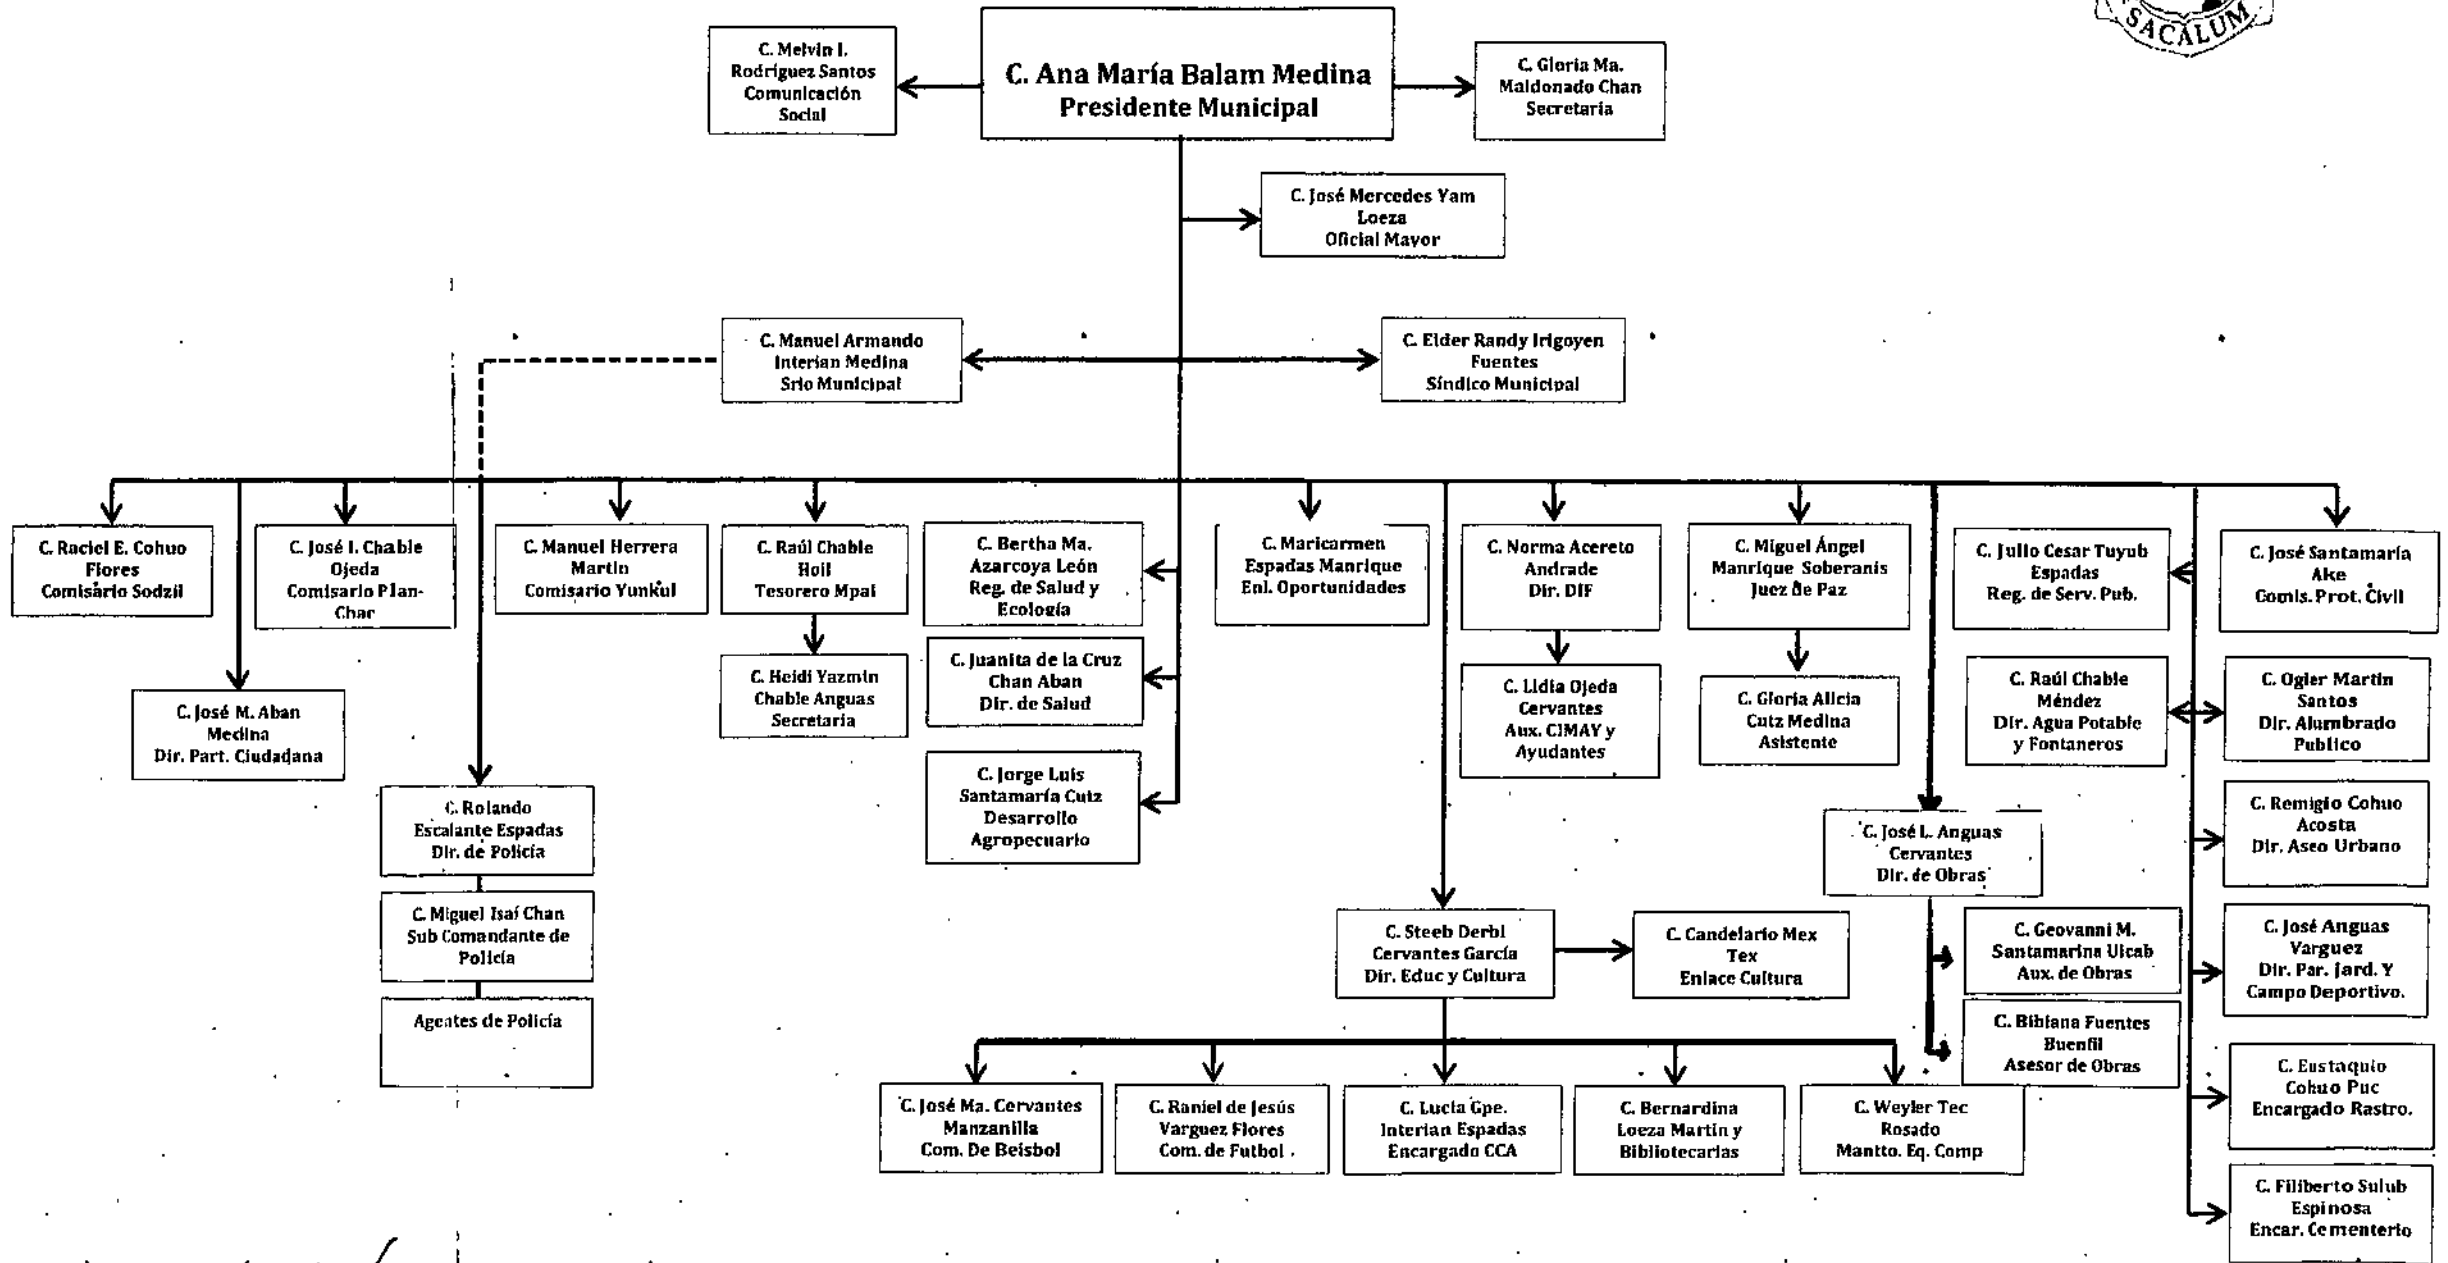 SACALUM
C. Melvin I.
Rodríguez Santos
Comunicación
Social
C. Ana María Balam Medina
Presidente Municipal
C. Gloria Ma.
Maldonado Chan
Secretaria
C. José Mercedes Yam
Loeza
Oficial Mayor
C. Manuel Armando
Interían Medina
Srio Municipal
C. Elder Randy Irigoyen
Fuentes
Síndico Municipal
C. Raciel E. Cohuo
Flores
Comisário Sodzil
C. José I. Chable
Ojeda
Comisario Plan-
Chac
C. Manuel Herrera
Martin
Comisario Yunkul
C. Raúl Chable
Hoil
Tesorero Mpal
C. Bertha Ma.
Azarcoya León
Reg. de Salud y
Ecología
C. Maricarmen
Espadas Manrique
Enl. Oportunidades
C. Norma Acereto
Andrade
Dir. DIF
C. Miguel Ángel
Manrique Soberanis
Juez de Paz
C. Julio Cesar Tuyub
Espadas
Reg. de Serv. Pub.
C. José Santamaría
Ake
Comis. Prot. Civil
C. José M. Aban
Medina
Dir. Part. Ciudadana
C. Heidi Yazmin
Chable Anguas
Secretaria
C. Juanita de la Cruz
Chan Aban
Dir. de Salud
C. Lidia Ojeda
Cervantes
Aux. CIMAY y
Ayudantes
C. Gloria Alicia
Cutz Medina
Asistente
C. Raúl Chable
Méndez
Dir. Agua Potable
y Fontaneros
C. Ogier Martin
Santos
Dir. Alumbrado
Publico
C. Rolando
Escalante Espadas
Dir. de Policía
C. Jorge Luis
Santamaría Cutz
Desarrollo
Agropecuario
C. José L. Anguas
Cervantes
Dir. de Obras
C. Remigio Cohuo
Acosta
Dir. Aseo Urbano
C. Miguel Isaí Chan
Sub Comandante de
Policía
C. Steeb Derbi
Cervantes García
Dir. Educ y Cultura
C. Candelario Mex
Tex
Enlace Cultura
C. Geovanni M.
Santamarina Uicab
Aux. de Obras
C. José Anguas
Varguez
Dir. Par. Jard. Y
Campo Deportivo.
Agentes de Policía
C. Bibiana Fuentes
Buenfil
Asesor de Obras
C. Eustaquio
Cohuo Puc
Encargado Rastro.
C. José Ma. Cervantes
Manzanilla
Com. De Beisbol
C. Raniel de Jesús
Varguez Flores
Com. de Futbol
C. Lucía Gpe.
Interian Espadas
Encargado CCA
C. Bernardina
Loeza Martin y
Bibliotecarias
C. Weyler Tec
Rosado
Mantto. Eq. Comp
C. Filiberto Sulub
Espinosa
Encar. Cementerio